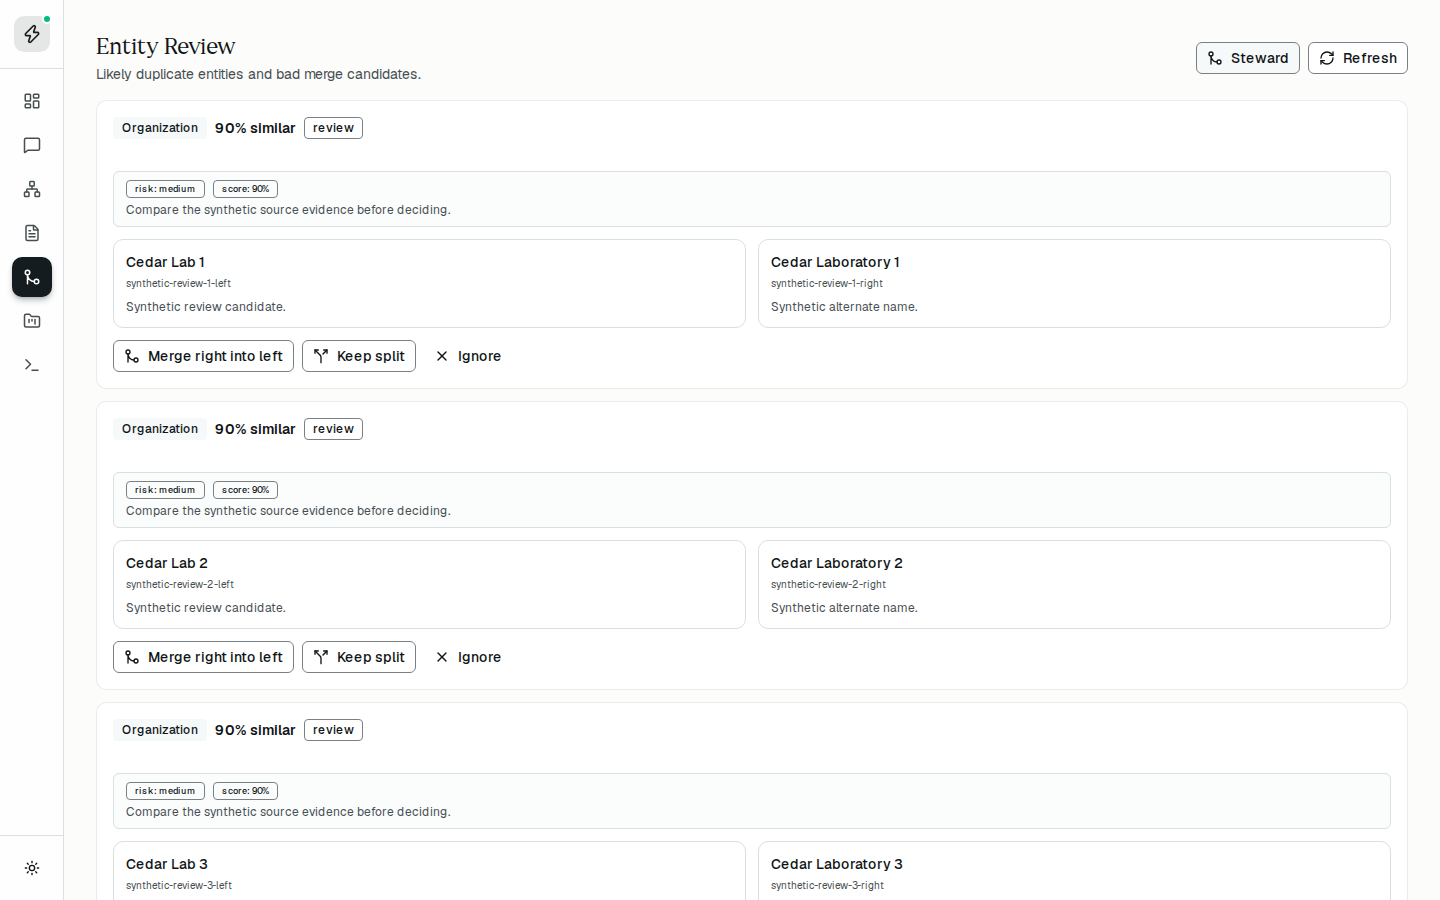 Entity Review
Likely duplicate entities and bad merge candidates.
Steward
Refresh
Organization 90% similar review
risk: medium score: 90%
Compare the synthetic source evidence before deciding.
Cedar Lab 1
synthetic-review-1-left
Synthetic review candidate.
Cedar Laboratory 1
synthetic-review-1-right
Synthetic alternate name.
Merge right into left Keep split Ignore
Organization 90% similar review
risk: medium score: 90%
Compare the synthetic source evidence before deciding.
Cedar Lab 2
synthetic-review-2-left
Synthetic review candidate.
Cedar Laboratory 2
synthetic-review-2-right
Synthetic alternate name.
Merge right into left Keep split Ignore
Organization 90% similar review
risk: medium score: 90%
Compare the synthetic source evidence before deciding.
Cedar Lab 3
synthetic-review-3-left
Cedar Laboratory 3
synthetic-review-3-right